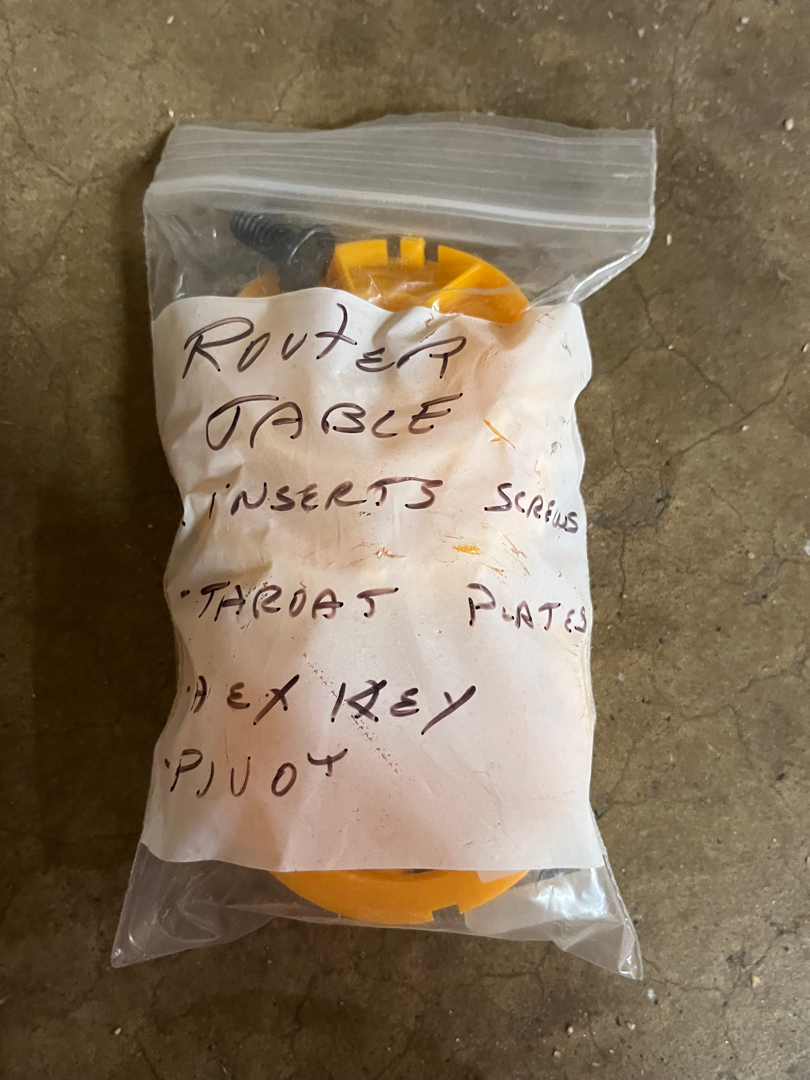 ROUTER
TABLE
. INSERTS SCREWS
· THROAT PLATES
· HEX KEY
· PIVOT